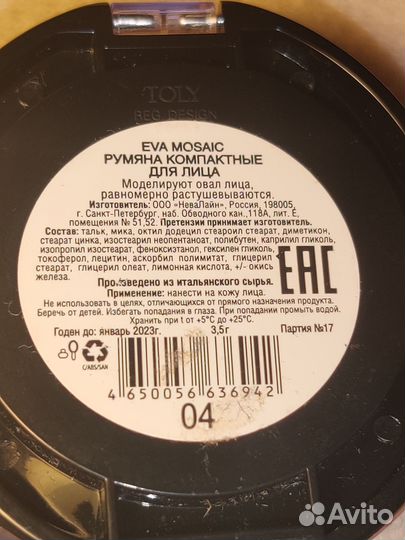 TOLY
REG DESIGN
EVA MOSAIC
РУМЯНА КОМПАКТНЫЕ
ДЛЯ ЛИЦА
Моделируют овал лица,
равномерно растушевываются.
Изготовитель: ООО «НеваЛайн», Россия, 198005,
г. Санкт-Петербург, наб. Обводного кан.,118А, лит. Е,
помещения № 51,52. Претензии принимает изготовитель.
Состав: тальк, мика, октил додецил стеароил стеарат, диметикон,
стеарат цинка, изостеарил неопентаноат, полибутен, каприлил гликоль,
изопропил изостеарат, феноксиэтанол, гексилен гликоль,
токоферол, лецитин, аскорбил полимитат, глицерил
стеарат, глицерил олеат, лимонная кислота, +/- окись
железа.
Произведено из итальянского сырья.
Применение: нанести на кожу лица.
Не использовать в целях, отличающихся от прямого назначения продукта.
Беречь от детей. Избегать попадания в глаза. При попадании промыть водой.
Хранить при t от +5°C до +25°C.
EAC
Годен до: январь 2023г.
3,5г
Партия №17
C/ABS/SAN
4 650056 636942
04
Avito